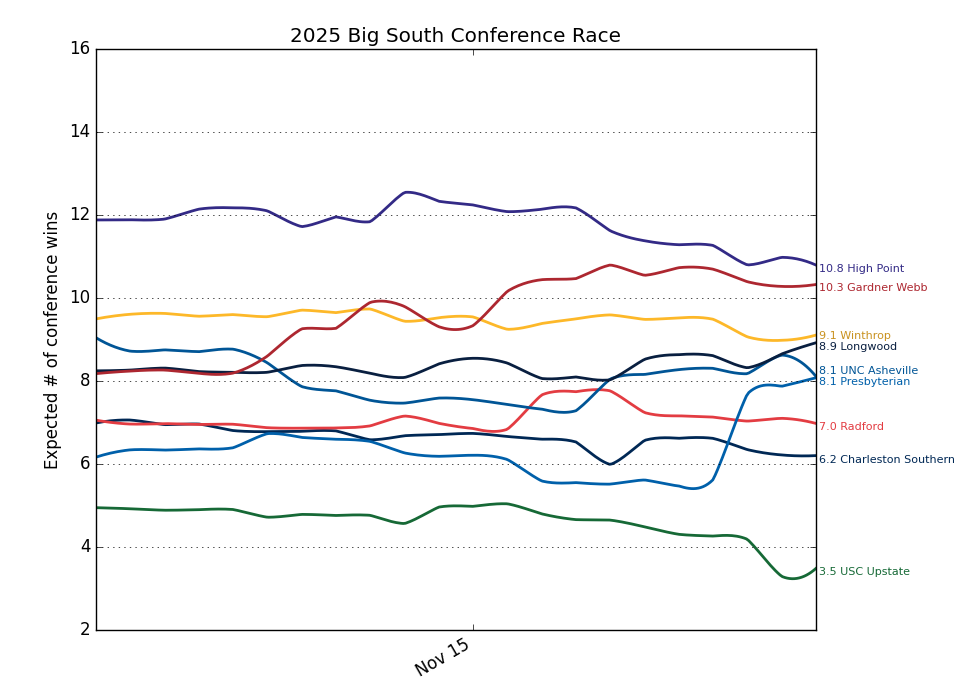 2025 Big South Conference Race
Expected # of conference wins
16
14
12
10
8
6
4
2
Nov 15
10.8 High Point
10.3 Gardner Webb
9.1 Winthrop
8.9 Longwood
8.1 UNC Asheville
8.1 Presbyterian
7.0 Radford
6.2 Charleston Southern
3.5 USC Upstate